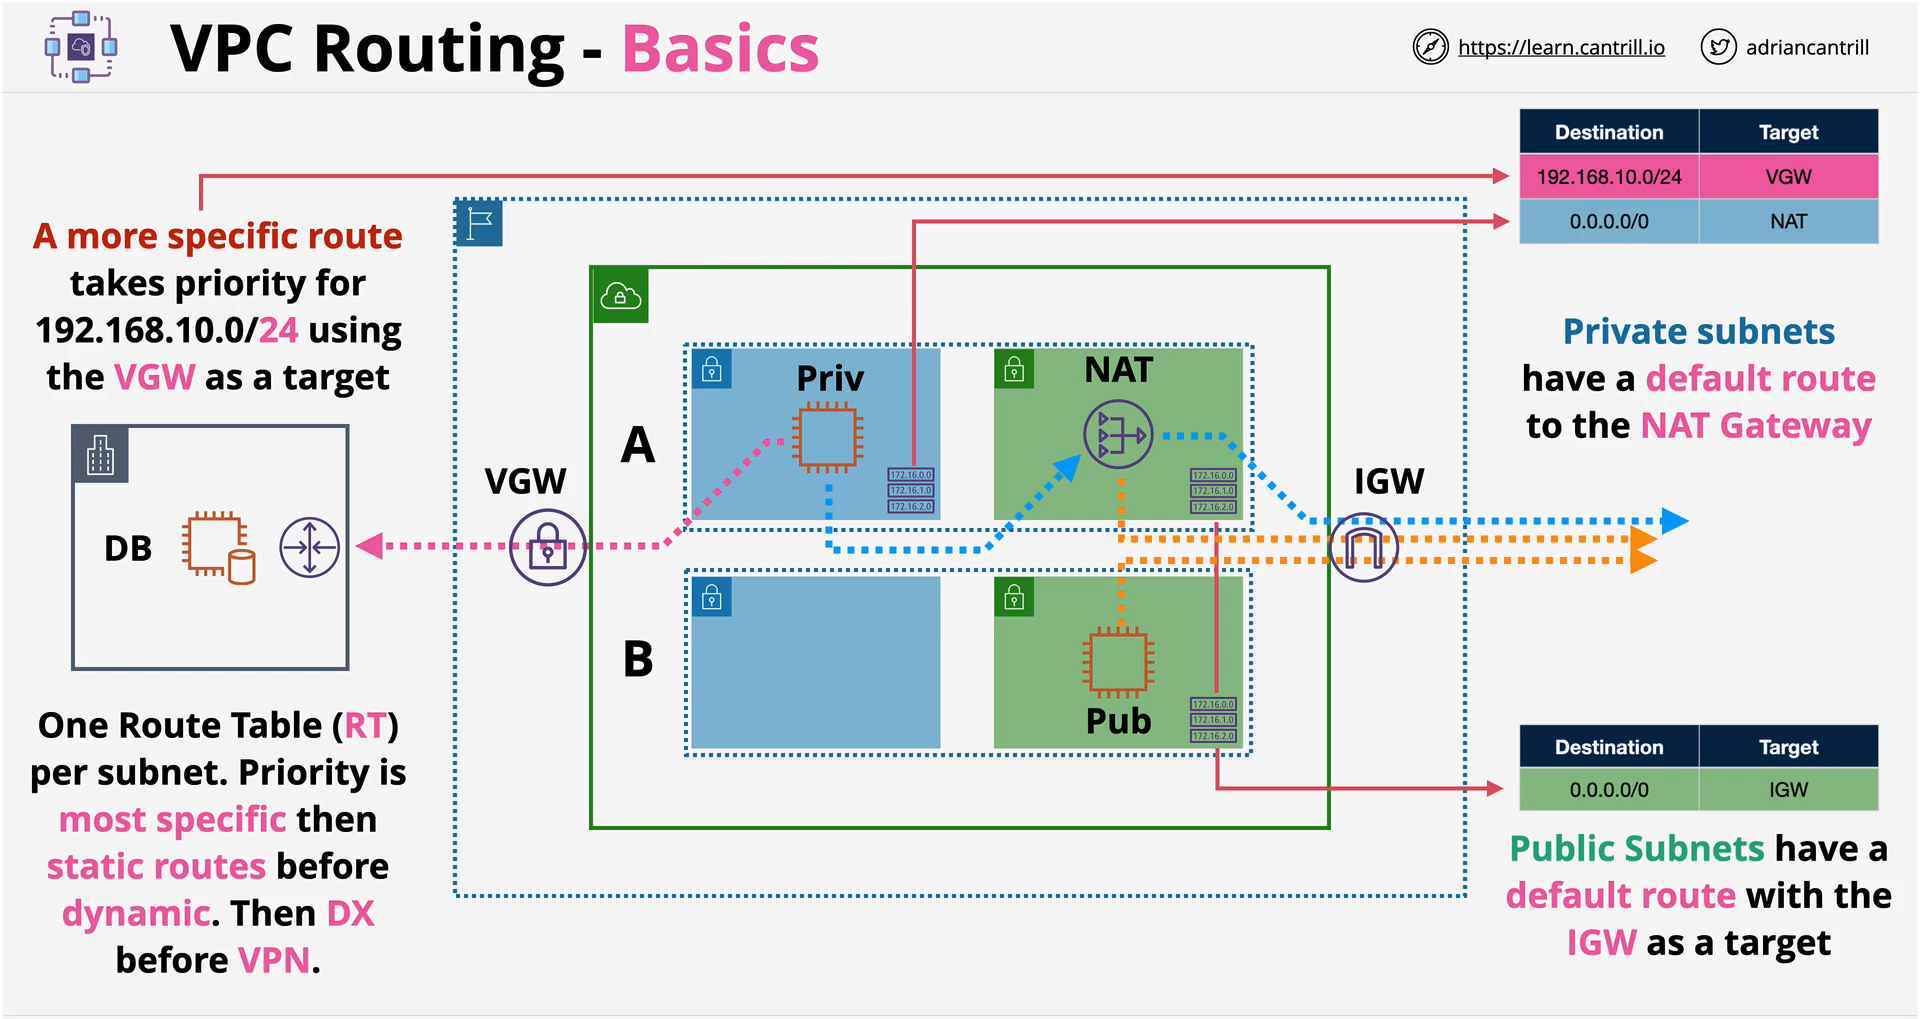 VPC Routing - Basics
https://learn.cantrill.io
adriancantrill
Destination Target
192.168.10.0/24 VGW
0.0.0.0/0 NAT
A more specific route
takes priority for
192.168.10.0/24 using
the VGW as a target
Private subnets
have a default route
to the NAT Gateway
Priv
NAT
A
VGW
IGW
172.16.0.0
172.16.1.0
172.16.2.0
172.16.0.0
172.16.1.0
172.16.2.0
DB
B
Pub
172.16.0.0
172.16.1.0
172.16.2.0
One Route Table (RT)
per subnet. Priority is
most specific then
static routes before
dynamic. Then DX
before VPN.
Destination Target
0.0.0.0/0 IGW
Public Subnets have a
default route with the
IGW as a target